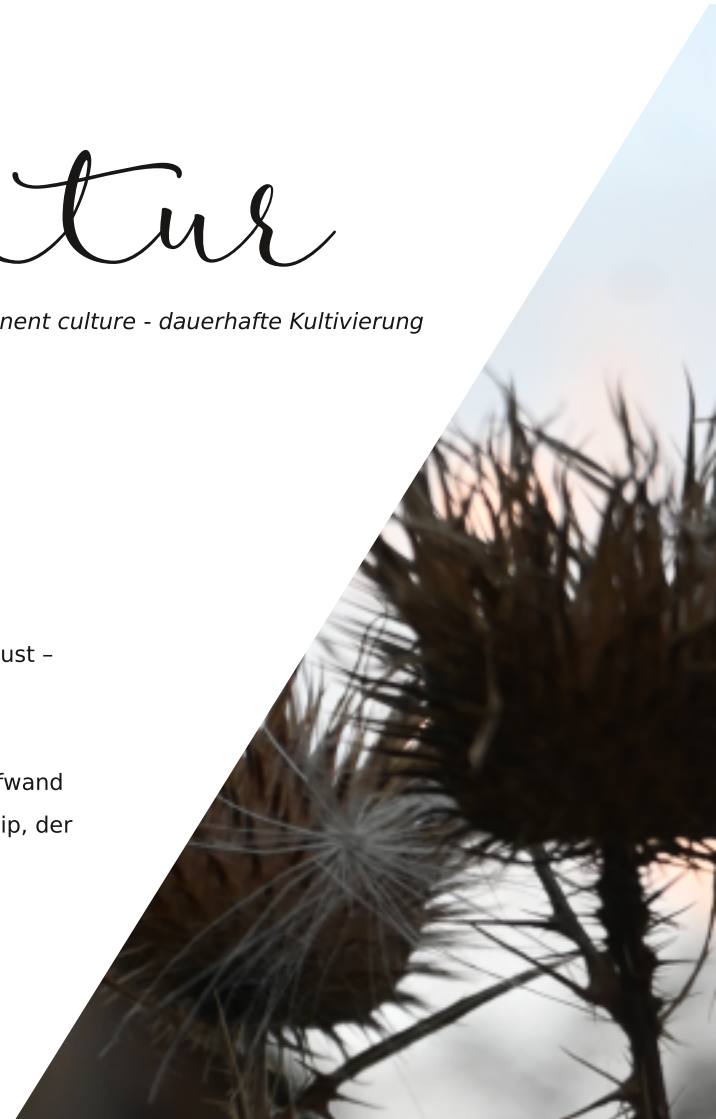 tur
nent culture - dauerhafte Kultivierung
ust –
fwand
ip, der